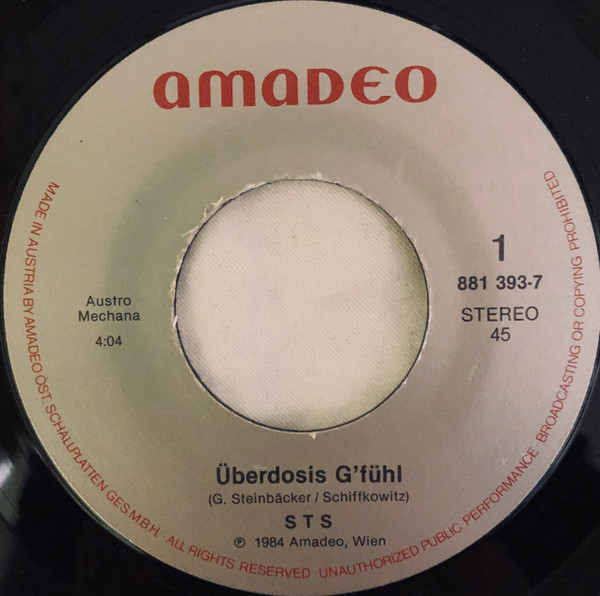 amaDeo
1
881 393-7
STEREO
45
Austro
Mechana
4:04
Überdosis G'fühl
(G. Steinbäcker / Schiffkowitz)
STS
℗ 1984 Amadeo, Wien
MADE IN AUSTRIA BY AMADEO ÖST. SCHALLPLATTEN GES.M.B.H. · ALL RIGHTS RESERVED · UNAUTHORIZED PUBLIC PERFORMANCE · BROADCASTING OR COPYING PROHIBITED